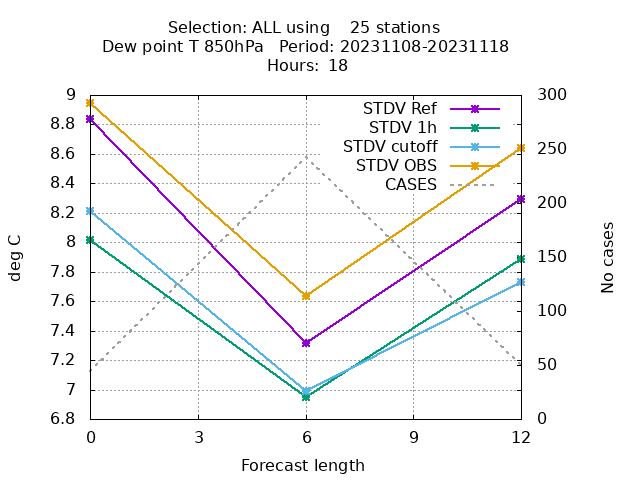 Selection: ALL using    25 stations
Dew point T 850hPa   Period: 20231108-20231118
Hours:  18
deg C
9
8.8
8.6
8.4
8.2
8
7.8
7.6
7.4
7.2
7
6.8
STDV Ref
STDV 1h
STDV cutoff
STDV OBS
CASES
300
250
200
150
100
50
0
No cases
0 3 6 9 12
Forecast length